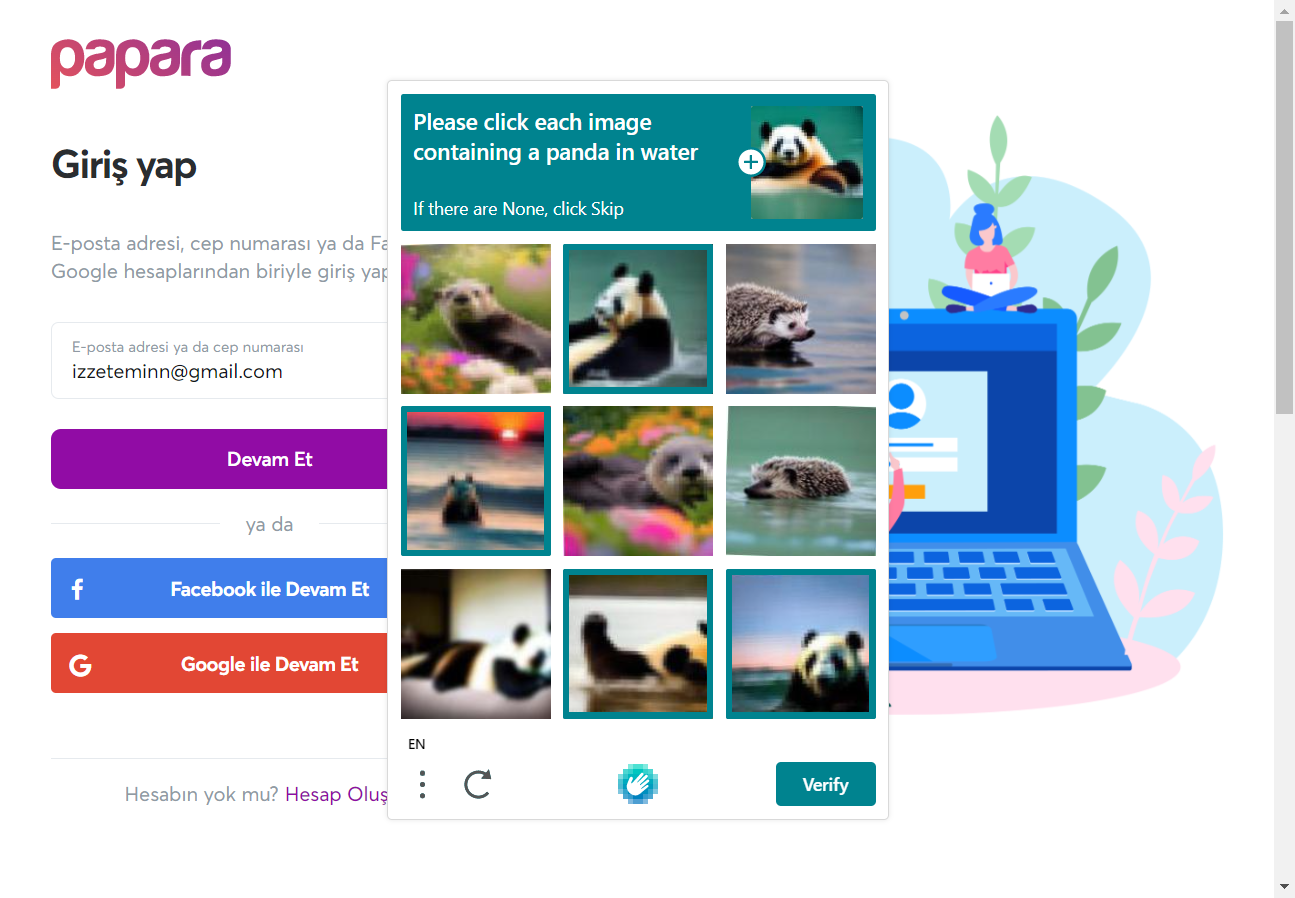 papara
Giriş yap
E-posta adresi, cep numarası ya da Fa
Google hesaplarından biriyle giriş yap
E-posta adresi ya da cep numarası
izzeteminn@gmail.com
Devam Et
ya da
Facebook ile Devam Et
Google ile Devam Et
Hesabın yok mu? Hesap Oluş
Please click each image
containing a panda in water
If there are None, click Skip
EN
Verify